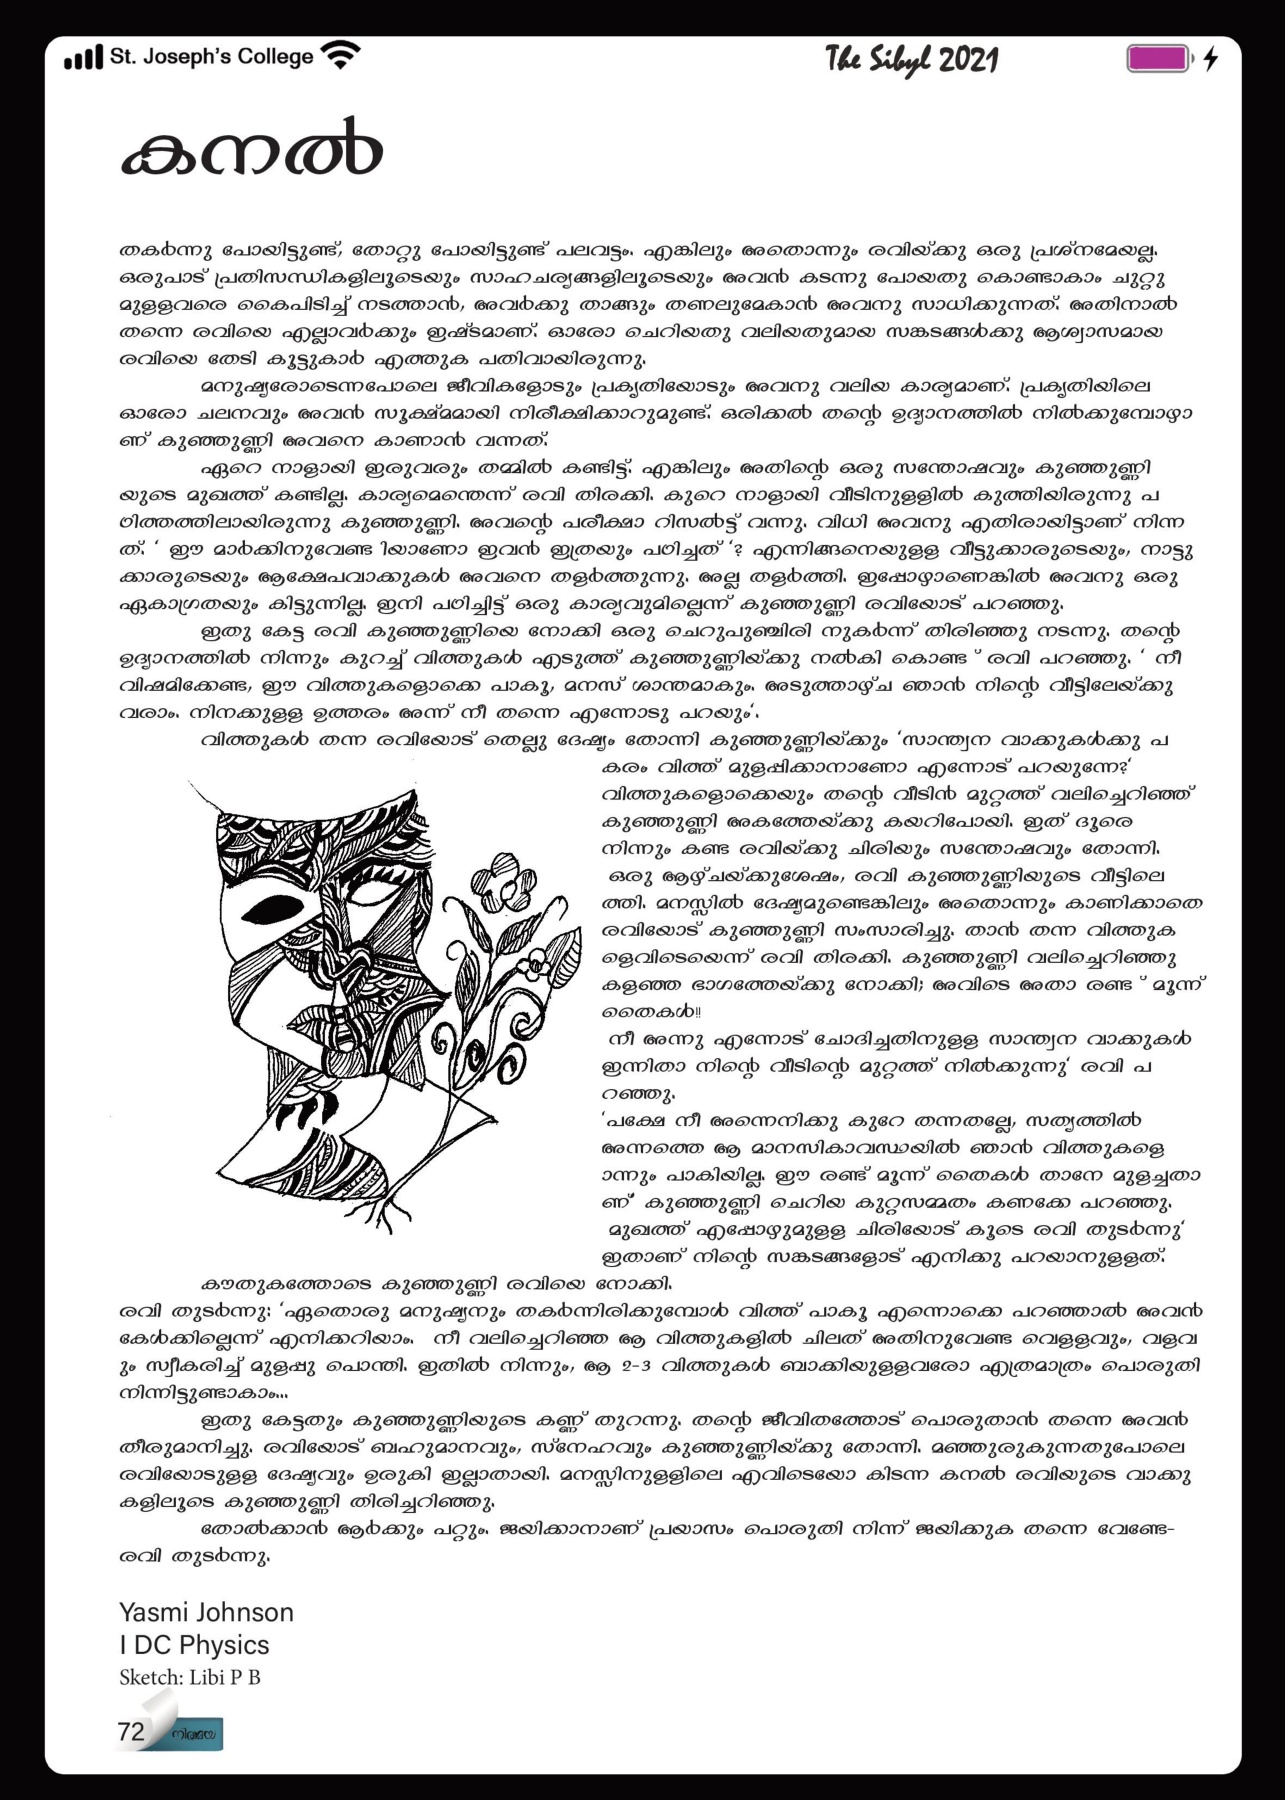 St. Joseph's College
The Sibyl 2021
കനൽ
തകർന്നു പോയിട്ടുണ്ട്, തോറ്റു പോയിട്ടുണ്ട് പലവട്ടം. എങ്കിലും അതൊന്നും രവിയ്ക്കു ഒരു പ്രശ്നമേയല്ല.
ഒരുപാട് പ്രതിസന്ധികളിലൂടെയും സാഹചര്യങ്ങളിലൂടെയും അവൻ കടന്നു പോയതു കൊണ്ടാകാം ചുറ്റു
മുള്ളവരെ കൈപിടിച്ച് നടത്താൻ, അവർക്കു താങ്ങും തണലുമേകാൻ അവനു സാധിക്കുന്നത്. അതിനാൽ
തന്നെ രവിയെ എല്ലാവർക്കും ഇഷ്ടമാണ്. ഓരോ ചെറിയതു വലിയതുമായ സങ്കടങ്ങൾക്കു ആശ്വാസമായ
രവിയെ തേടി കൂട്ടുകാർ എത്തുക പതിവായിരുന്നു.
മനുഷ്യരോടെന്നപോലെ ജീവികളോടും പ്രകൃതിയോടും അവനു വലിയ കാര്യമാണ്. പ്രകൃതിയിലെ
ഓരോ ചലനവും അവൻ സൂക്ഷ്മമായി നിരീക്ഷിക്കാറുമുണ്ട്. ഒരിക്കൽ തന്റെ ഉദ്യാനത്തിൽ നിൽക്കുമ്പോഴാ
ണ് കുഞ്ഞുണ്ണി അവനെ കാണാൻ വന്നത്.
ഏറെ നാളായി ഇരുവരും തമ്മിൽ കണ്ടിട്ട്. എങ്കിലും അതിന്റെ ഒരു സന്തോഷവും കുഞ്ഞുണ്ണി
യുടെ മുഖത്ത് കണ്ടില്ല. കാര്യമെന്തെന്ന് രവി തിരക്കി. കുറെ നാളായി വീടിനുള്ളിൽ കുത്തിയിരുന്നു പ
ഠിത്തത്തിലായിരുന്നു കുഞ്ഞുണ്ണി. അവന്റെ പരീക്ഷാ റിസൽട്ട് വന്നു. വിധി അവനു എതിരായിട്ടാണ് നിന്ന
ത്. ' ഈ മാർക്കിനുവേണ്ട ിയാണോ ഇവൻ ഇത്രയും പഠിച്ചത് '? എന്നിങ്ങനെയുള്ള വീട്ടുക്കാരുടെയും, നാട്ടു
ക്കാരുടെയും ആക്ഷേപവാക്കുകൾ അവനെ തളർത്തുന്നു. അല്ല തളർത്തി. ഇപ്പോഴാണെങ്കിൽ അവനു ഒരു
ഏകാഗ്രതയും കിട്ടുന്നില്ല. ഇനി പഠിച്ചിട്ട് ഒരു കാര്യവുമില്ലെന്ന് കുഞ്ഞുണ്ണി രവിയോട് പറഞ്ഞു.
ഇതു കേട്ട രവി കുഞ്ഞുണ്ണിയെ നോക്കി ഒരു ചെറുപുഞ്ചിരി നുകർന്ന് തിരിഞ്ഞു നടന്നു. തന്റെ
ഉദ്യാനത്തിൽ നിന്നും കുറച്ച് വിത്തുകൾ എടുത്ത് കുഞ്ഞുണ്ണിയ്ക്കു നൽകി കൊണ്ട ് രവി പറഞ്ഞു. ' നീ
വിഷമിക്കേണ്ട, ഈ വിത്തുകളൊക്കെ പാകൂ, മനസ് ശാന്തമാകും. അടുത്താഴ്ച ഞാൻ നിന്റെ വീട്ടിലേയ്ക്കു
വരാം. നിനക്കുള്ള ഉത്തരം അന്ന് നീ തന്നെ എന്നോടു പറയും'.
വിത്തുകൾ തന്ന രവിയോട് തെല്ലു ദേഷ്യം തോന്നി കുഞ്ഞുണ്ണിയ്ക്കും 'സാന്ത്വന വാക്കുകൾക്കു പ
കരം വിത്ത് മുളപ്പിക്കാനാണോ എന്നോട് പറയുന്നേ?'
വിത്തുകളൊക്കെയും തന്റെ വീടിൻ മുറ്റത്ത് വലിച്ചെറിഞ്ഞ്
കുഞ്ഞുണ്ണി അകത്തേയ്ക്കു കയറിപോയി. ഇത് ദൂരെ
നിന്നും കണ്ട രവിയ്ക്കു ചിരിയും സന്തോഷവും തോന്നി.
ഒരു ആഴ്ചയ്ക്കുശേഷം, രവി കുഞ്ഞുണ്ണിയുടെ വീട്ടിലെ
ത്തി. മനസ്സിൽ ദേഷ്യമുണ്ടെങ്കിലും അതൊന്നും കാണിക്കാതെ
രവിയോട് കുഞ്ഞുണ്ണി സംസാരിച്ചു. താൻ തന്ന വിത്തുക
ളെവിടെയെന്ന് രവി തിരക്കി. കുഞ്ഞുണ്ണി വലിച്ചെറിഞ്ഞു
കളഞ്ഞ ഭാഗത്തേയ്ക്കു നോക്കി; അവിടെ അതാ രണ്ട ് മൂന്ന്
തൈകൾ!!
നീ അന്നു എന്നോട് ചോദിച്ചതിനുള്ള സാന്ത്വന വാക്കുകൾ
ഇന്നിതാ നിന്റെ വീടിന്റെ മുറ്റത്ത് നിൽക്കുന്നു' രവി പ
റഞ്ഞു.
'പക്ഷേ നീ അന്നെനിക്കു കുറേ തന്നതല്ലേ, സത്യത്തിൽ
അന്നത്തെ ആ മാനസികാവസ്ഥയിൽ ഞാൻ വിത്തുകളെ
ാന്നും പാകിയില്ല. ഈ രണ്ട് മൂന്ന് തൈകൾ താനേ മുളച്ചതാ
ണ്' കുഞ്ഞുണ്ണി ചെറിയ കുറ്റസമ്മതം കണക്കേ പറഞ്ഞു.
മുഖത്ത് എപ്പോഴുമുള്ള ചിരിയോട് കൂടെ രവി തുടർന്നു'
ഇതാണ് നിന്റെ സങ്കടങ്ങളോട് എനിക്കു പറയാനുള്ളത്.
കൗതുകത്തോടെ കുഞ്ഞുണ്ണി രവിയെ നോക്കി.
രവി തുടർന്നു: 'ഏതൊരു മനുഷ്യനും തകർന്നിരിക്കുമ്പോൾ വിത്ത് പാകൂ എന്നൊക്കെ പറഞ്ഞാൽ അവൻ
കേൾക്കില്ലെന്ന് എനിക്കറിയാം. നീ വലിച്ചെറിഞ്ഞ ആ വിത്തുകളിൽ ചിലത് അതിനുവേണ്ട വെള്ളവും, വളവ
ും സ്വീകരിച്ച് മുളപ്പു പൊന്തി. ഇതിൽ നിന്നും, ആ 2-3 വിത്തുകൾ ബാക്കിയുള്ളവരോ എത്രമാത്രം പൊരുതി
നിന്നിട്ടുണ്ടാകാം...
ഇതു കേട്ടതും കുഞ്ഞുണ്ണിയുടെ കണ്ണ് തുറന്നു. തന്റെ ജീവിതത്തോട് പൊരുതാൻ തന്നെ അവൻ
തീരുമാനിച്ചു. രവിയോട് ബഹുമാനവും, സ്നേഹവും കുഞ്ഞുണ്ണിയ്ക്കു തോന്നി. മഞ്ഞുരുകുന്നതുപോലെ
രവിയോടുള്ള ദേഷ്യവും ഉരുകി ഇല്ലാതായി. മനസ്സിനുള്ളിലെ എവിടെയോ കിടന്ന കനൽ രവിയുടെ വാക്കു
കളിലൂടെ കുഞ്ഞുണ്ണി തിരിച്ചറിഞ്ഞു.
തോൽക്കാൻ ആർക്കും പറ്റും. ജയിക്കാനാണ് പ്രയാസം പൊരുതി നിന്ന് ജയിക്കുക തന്നെ വേണ്ടേ-
രവി തുടർന്നു.
Yasmi Johnson
I DC Physics
Sketch: Libi P B
72
നിരാമയ